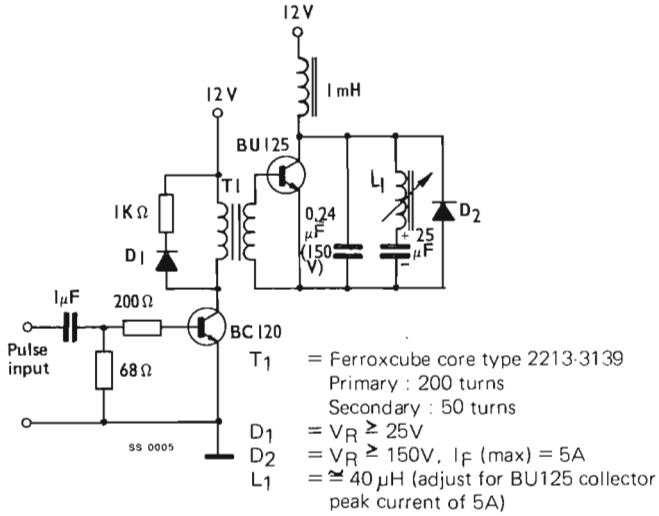 12V
1mH
12V
BU125
T1
L1
D2
1KΩ
D1
0.24
μF
(150
V)
+ 25
μF
-
1μF
200Ω
BC120
Pulse
input
68Ω
SS 0005
T1 = Ferroxcube core type 2213-3139
Primary : 200 turns
Secondary : 50 turns
D1 = VR ≥ 25V
D2 = VR ≥ 150V, IF (max) = 5A
L1 = ≅ 40 μH (adjust for BU125 collector
peak current of 5A)